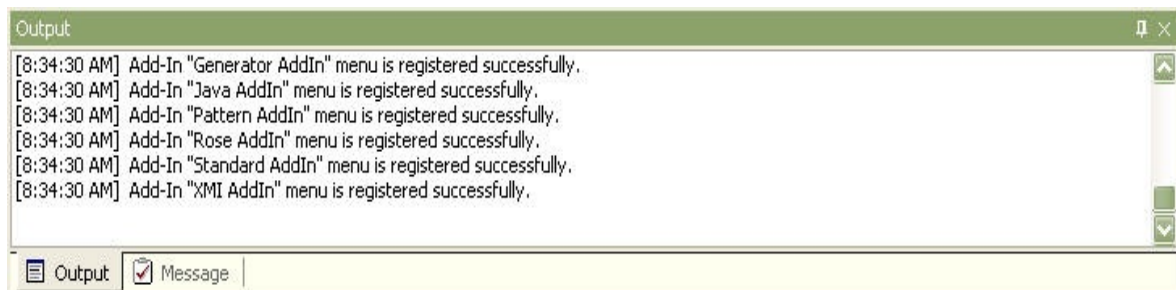 Output
[8:34:30 AM] Add-In "Generator AddIn" menu is registered successfully.
[8:34:30 AM] Add-In "Java AddIn" menu is registered successfully.
[8:34:30 AM] Add-In "Pattern AddIn" menu is registered successfully.
[8:34:30 AM] Add-In "Rose AddIn" menu is registered successfully.
[8:34:30 AM] Add-In "Standard AddIn" menu is registered successfully.
[8:34:30 AM] Add-In "XMI AddIn" menu is registered successfully.
Output Message